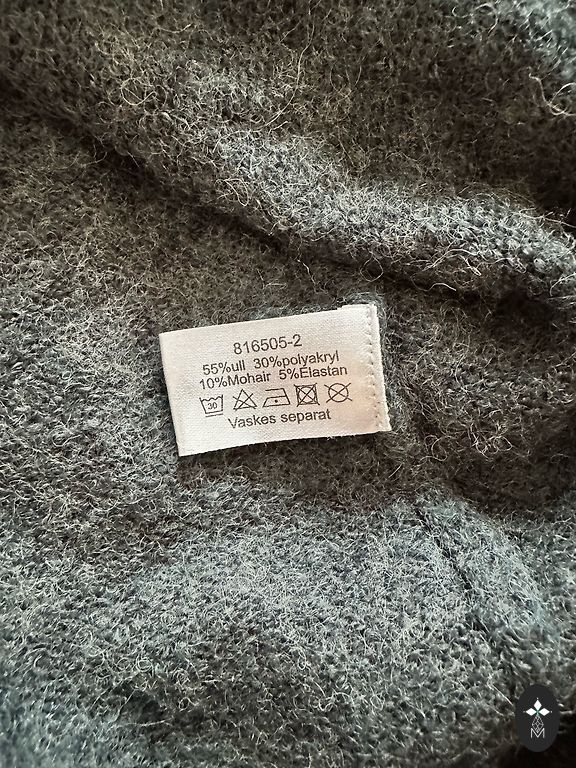 816505-2
55%ull 30%polyakryl
10%Mohair 5%Elastan
30
Vaskes separat
M